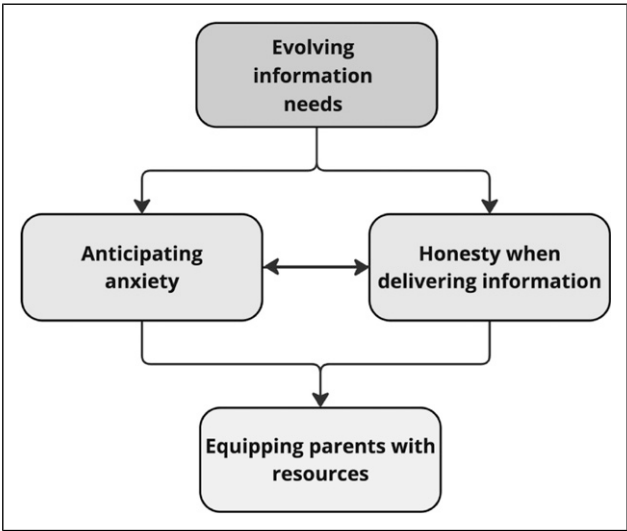 Evolving
information
needs
Anticipating
anxiety
Honesty when
delivering information
Equipping parents with
resources